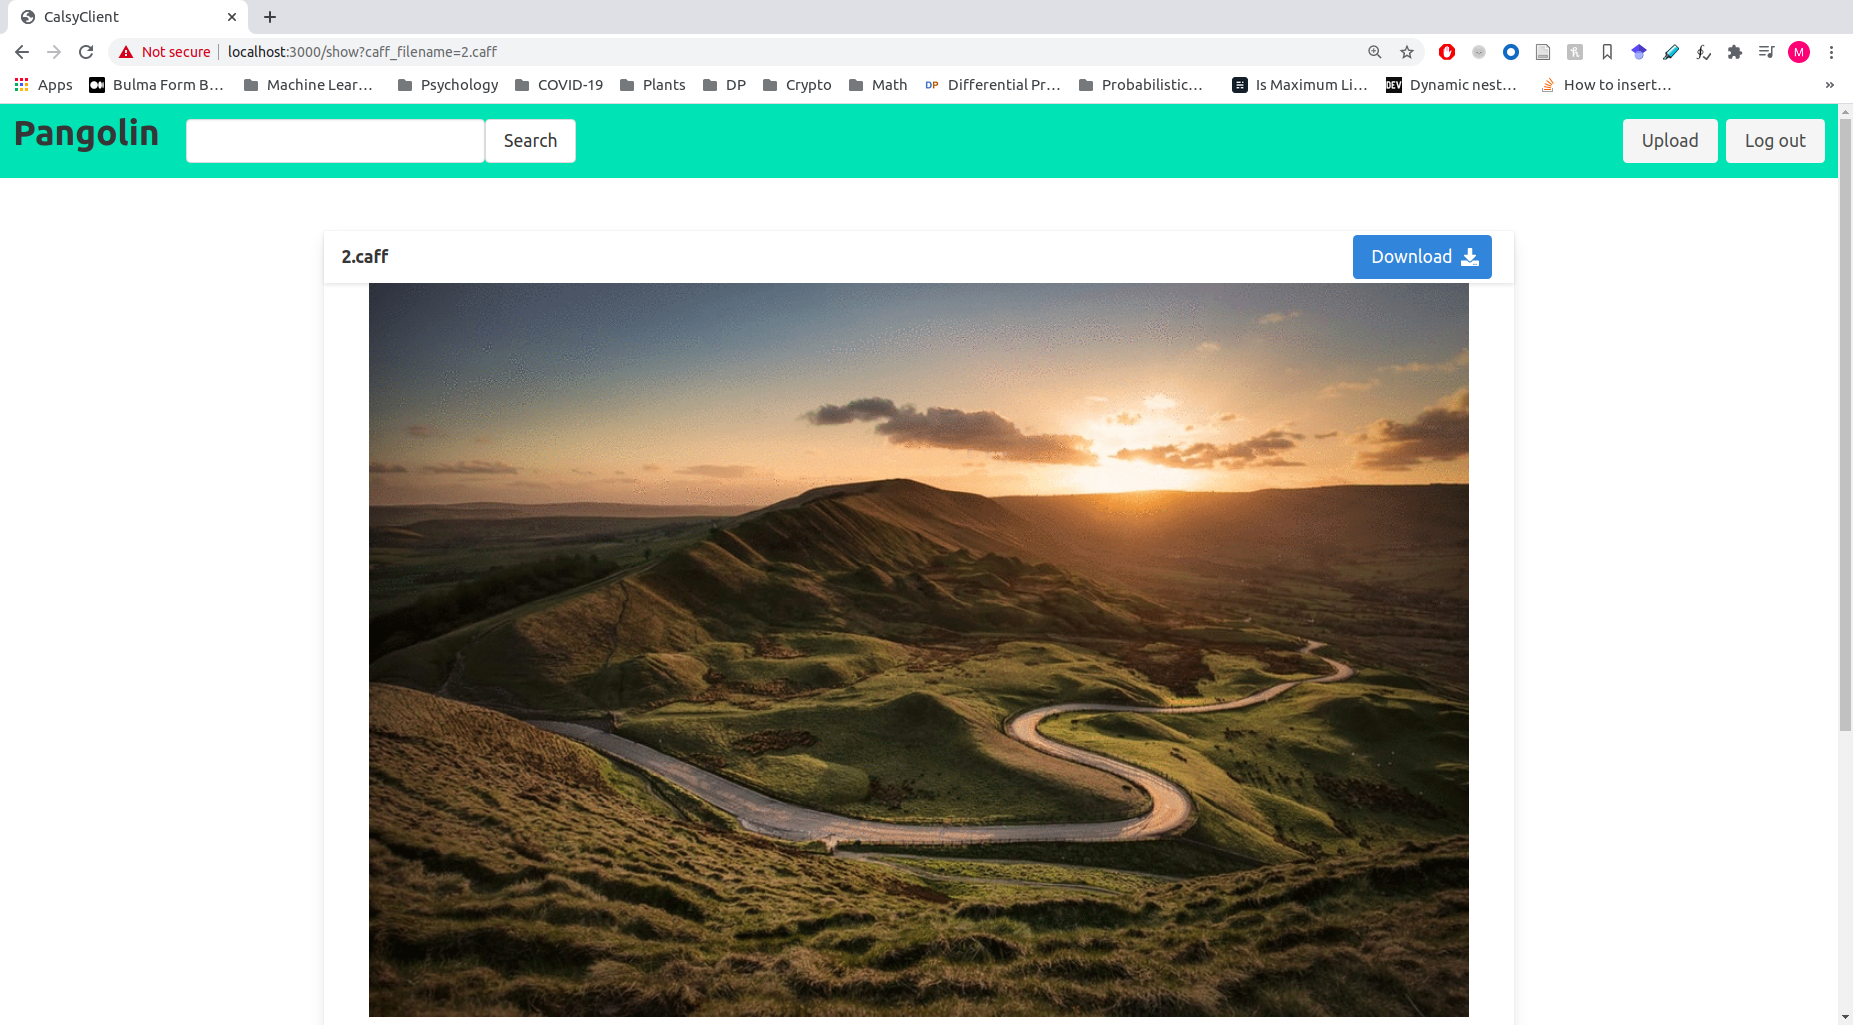 CalsyClient
Not secure localhost:3000/show?caff_filename=2.caff
M
Apps Bulma Form B... Machine Lear... Psychology COVID-19 Plants DP Crypto Math DP Differential Pr... Probabilistic... Is Maximum Li... DEV Dynamic nest... How to insert... »
Pangolin Search Upload Log out
2.caff Download